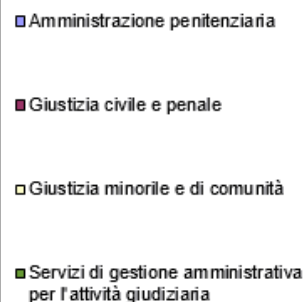 Amministrazione penitenziaria
Giustizia civile e penale
Giustizia minorile e di comunità
Servizi di gestione amministrativa
per l'attività giudiziaria